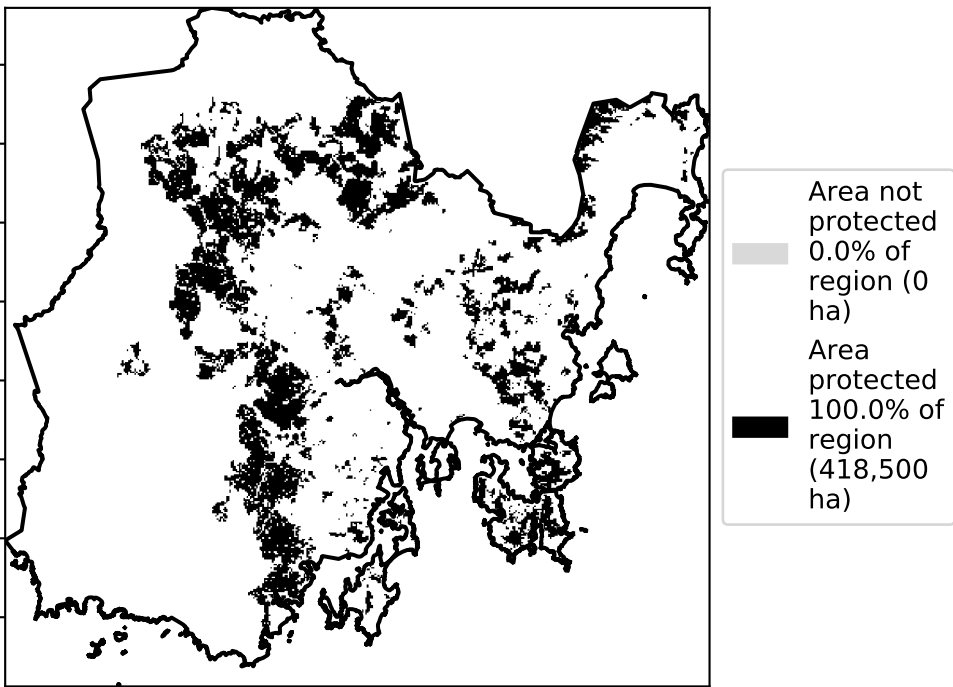 Area not
protected
0.0% of
region (0
ha)
Area
protected
100.0% of
region
(418,500
ha)